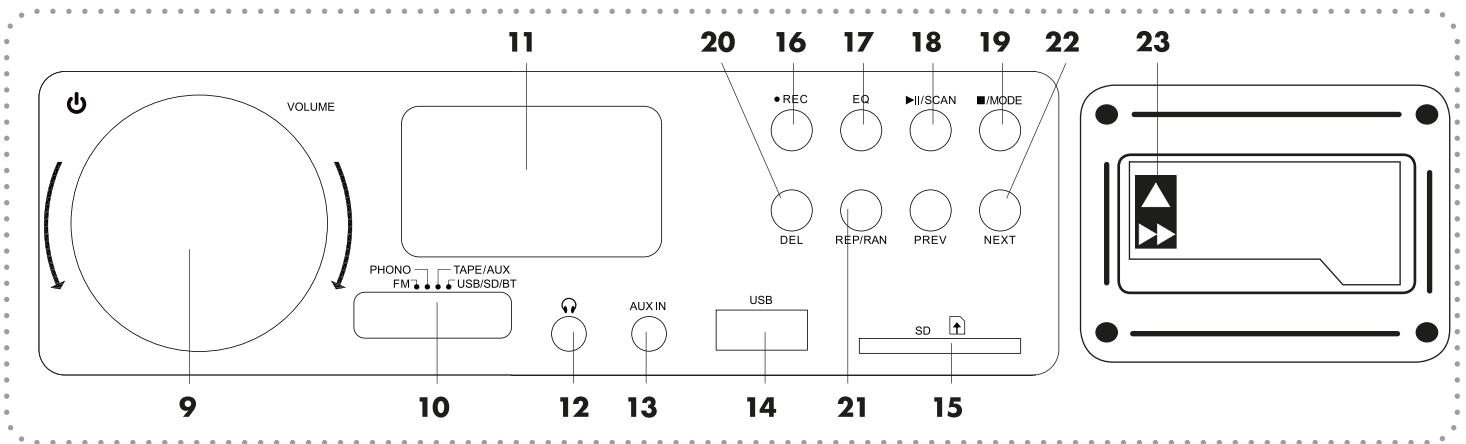 11 20 16 17 18 19 22 23
VOLUME
●REC EQ ▶II/SCAN ■/MODE
DEL REP/RAN PREV NEXT
PHONO TAPE/AUX
FM USB/SD/BT
AUX IN USB SD
9 10 12 13 14 21 15